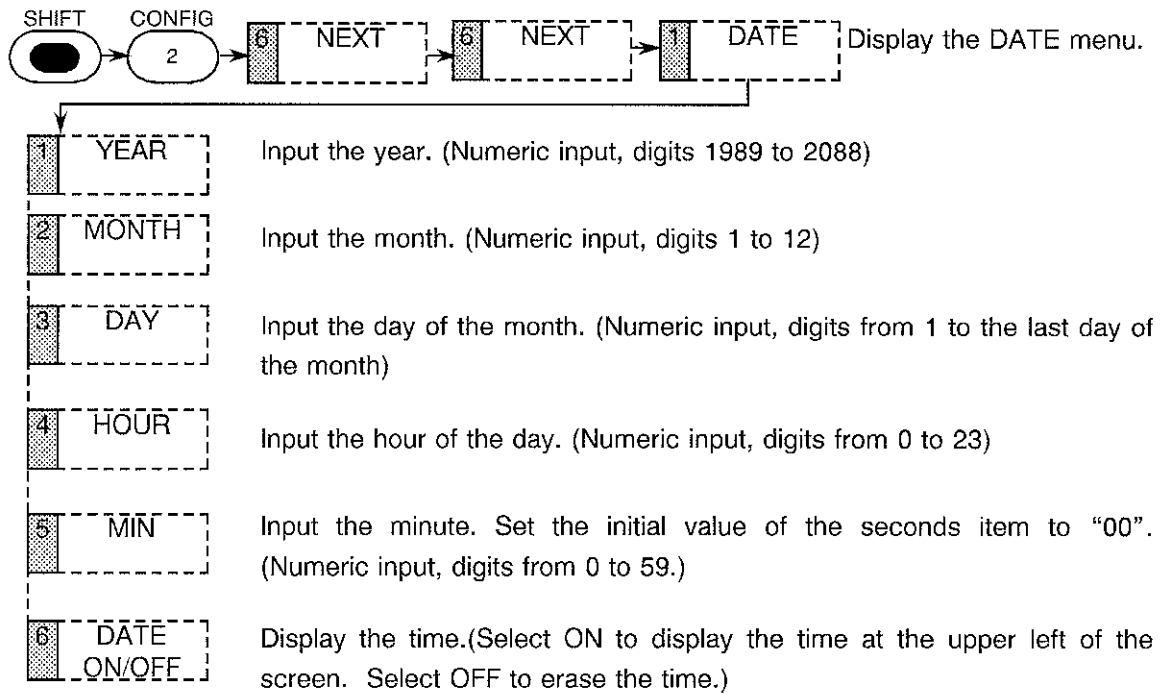 SHIFT CONFIG
2 6 NEXT 6 NEXT 1 DATE Display the DATE menu.
1 YEAR Input the year. (Numeric input, digits 1989 to 2088)
2 MONTH Input the month. (Numeric input, digits 1 to 12)
3 DAY Input the day of the month. (Numeric input, digits from 1 to the last day of
the month)
4 HOUR Input the hour of the day. (Numeric input, digits from 0 to 23)
5 MIN Input the minute. Set the initial value of the seconds item to “00”.
(Numeric input, digits from 0 to 59.)
6 DATE Display the time.(Select ON to display the time at the upper left of the
ON/OFF screen. Select OFF to erase the time.)